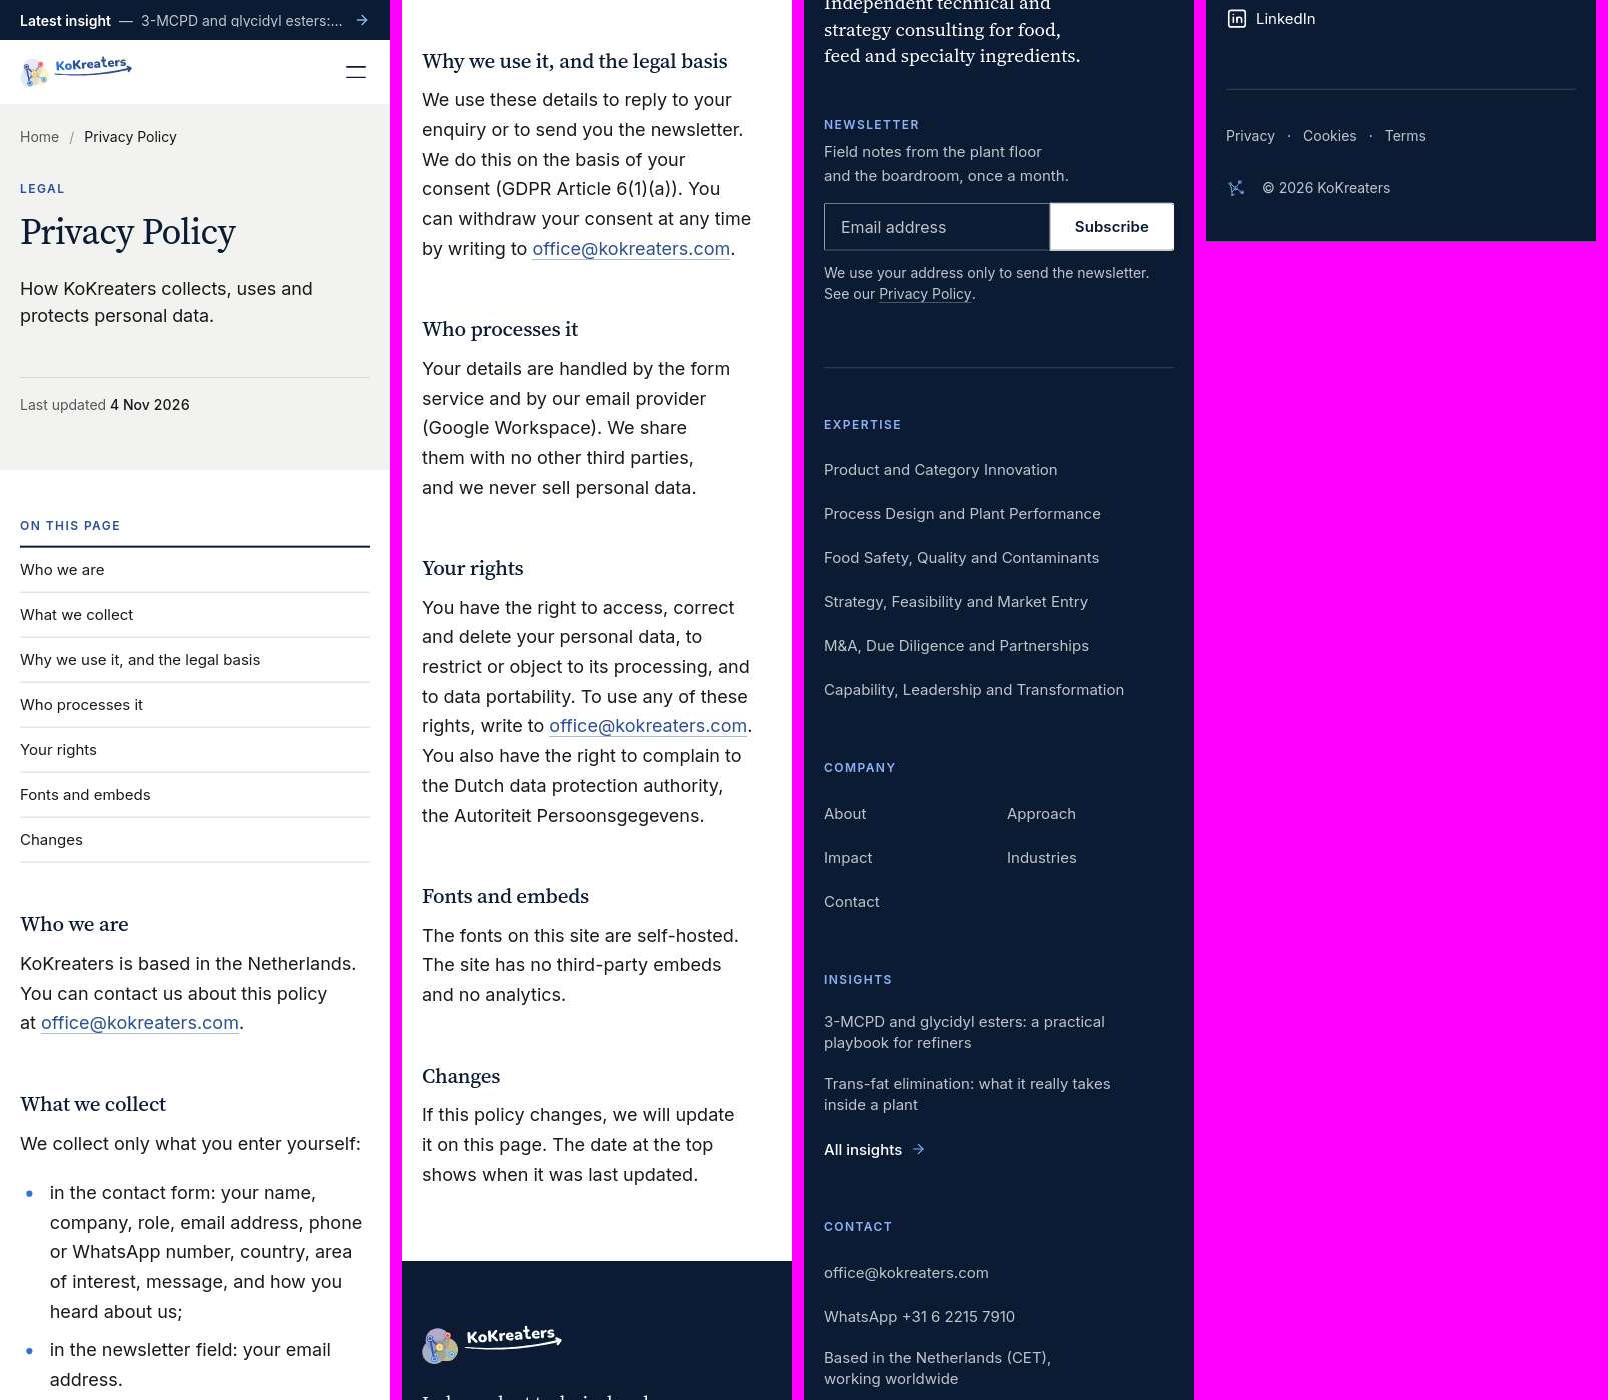 Latest insight — 3-MCPD and glycidyl esters:...
KoKreaters
Home / Privacy Policy
LEGAL
Privacy Policy
How KoKreaters collects, uses and
protects personal data.
Last updated 4 Nov 2026
ON THIS PAGE
Who we are
What we collect
Why we use it, and the legal basis
Who processes it
Your rights
Fonts and embeds
Changes
Who we are
KoKreaters is based in the Netherlands.
You can contact us about this policy
at office@kokreaters.com.
What we collect
We collect only what you enter yourself:
• in the contact form: your name,
company, role, email address, phone
or WhatsApp number, country, area
of interest, message, and how you
heard about us;
• in the newsletter field: your email
address.
Why we use it, and the legal basis
We use these details to reply to your
enquiry or to send you the newsletter.
We do this on the basis of your
consent (GDPR Article 6(1)(a)). You
can withdraw your consent at any time
by writing to office@kokreaters.com.
Who processes it
Your details are handled by the form
service and by our email provider
(Google Workspace). We share
them with no other third parties,
and we never sell personal data.
Your rights
You have the right to access, correct
and delete your personal data, to
restrict or object to its processing, and
to data portability. To use any of these
rights, write to office@kokreaters.com.
You also have the right to complain to
the Dutch data protection authority,
the Autoriteit Persoonsgegevens.
Fonts and embeds
The fonts on this site are self-hosted.
The site has no third-party embeds
and no analytics.
Changes
If this policy changes, we will update
it on this page. The date at the top
shows when it was last updated.
KoKreaters
Independent technical and
strategy consulting for food,
feed and specialty ingredients.
NEWSLETTER
Field notes from the plant floor
and the boardroom, once a month.
Email address Subscribe
We use your address only to send the newsletter.
See our Privacy Policy.
EXPERTISE
Product and Category Innovation
Process Design and Plant Performance
Food Safety, Quality and Contaminants
Strategy, Feasibility and Market Entry
M&A, Due Diligence and Partnerships
Capability, Leadership and Transformation
COMPANY
About Approach
Impact Industries
Contact
INSIGHTS
3-MCPD and glycidyl esters: a practical
playbook for refiners
Trans-fat elimination: what it really takes
inside a plant
All insights
CONTACT
office@kokreaters.com
WhatsApp +31 6 2215 7910
Based in the Netherlands (CET),
working worldwide
LinkedIn
Privacy · Cookies · Terms
© 2026 KoKreaters